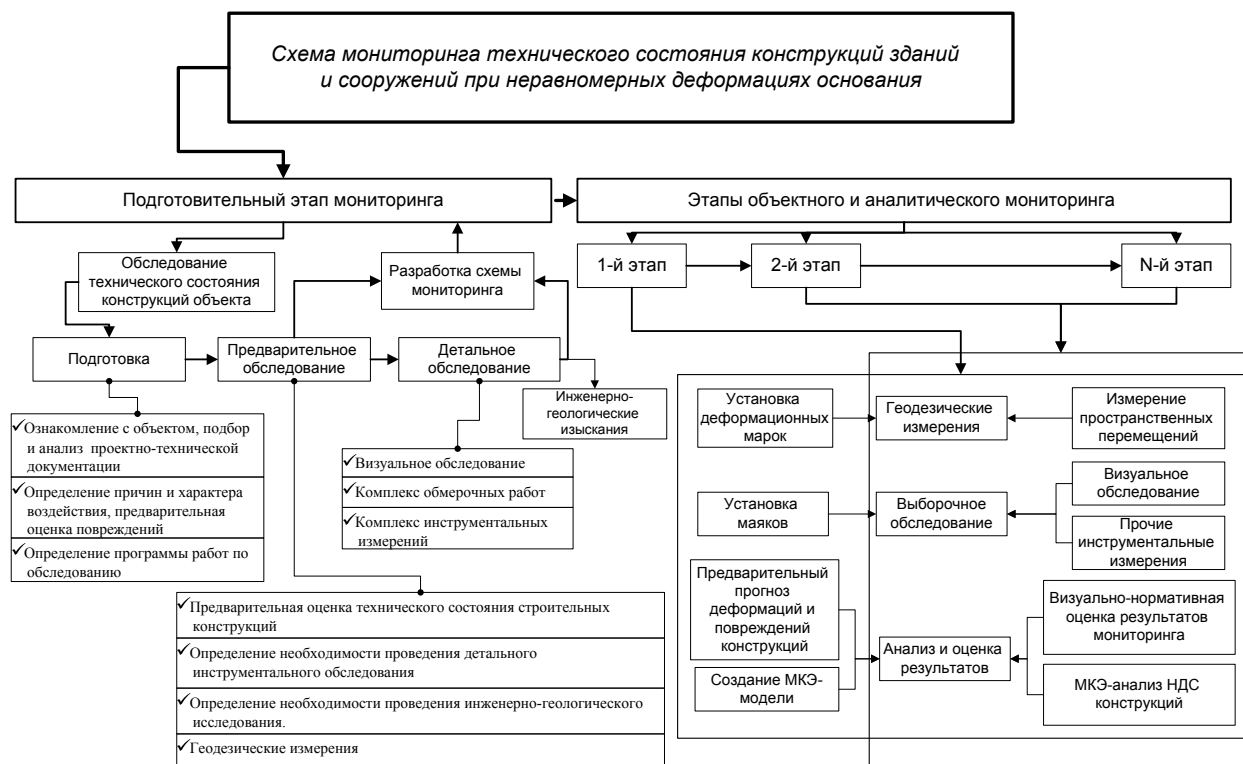 Схема мониторинга технического состояния конструкций зданий
и сооружений при неравномерных деформациях основания
Подготовительный этап мониторинга
Этапы объектного и аналитического мониторинга
Обследование
технического состояния
конструкций объекта
Разработка схемы
мониторинга
1-й этап
2-й этап
N-й этап
Подготовка
Предварительное
обследование
Детальное
обследование
Инженерно-
геологические
изыскания
✓Ознакомление с объектом, подбор
и анализ проектно-технической
документации
✓Определение причин и характера
воздействия, предварительная
оценка повреждений
✓Определение программы работ по
обследованию
✓Визуальное обследование
✓Комплекс обмерочных работ
✓Комплекс инструментальных
измерений
✓Предварительная оценка технического состояния строительных
конструкций
✓Определение необходимости проведения детального
инструментального обследования
✓Определение необходимости проведения инженерно-геологического
исследования.
✓Геодезические измерения
Установка
деформационных
марок
Геодезические
измерения
Измерение
пространственных
перемещений
Установка
маяков
Выборочное
обследование
Визуальное
обследование
Прочие
инструментальные
измерения
Предварительный
прогноз
деформаций и
повреждений
конструкций
Создание МКЭ-
модели
Анализ и оценка
результатов
Визуально-нормативная
оценка результатов
мониторинга
МКЭ-анализ НДС
конструкций